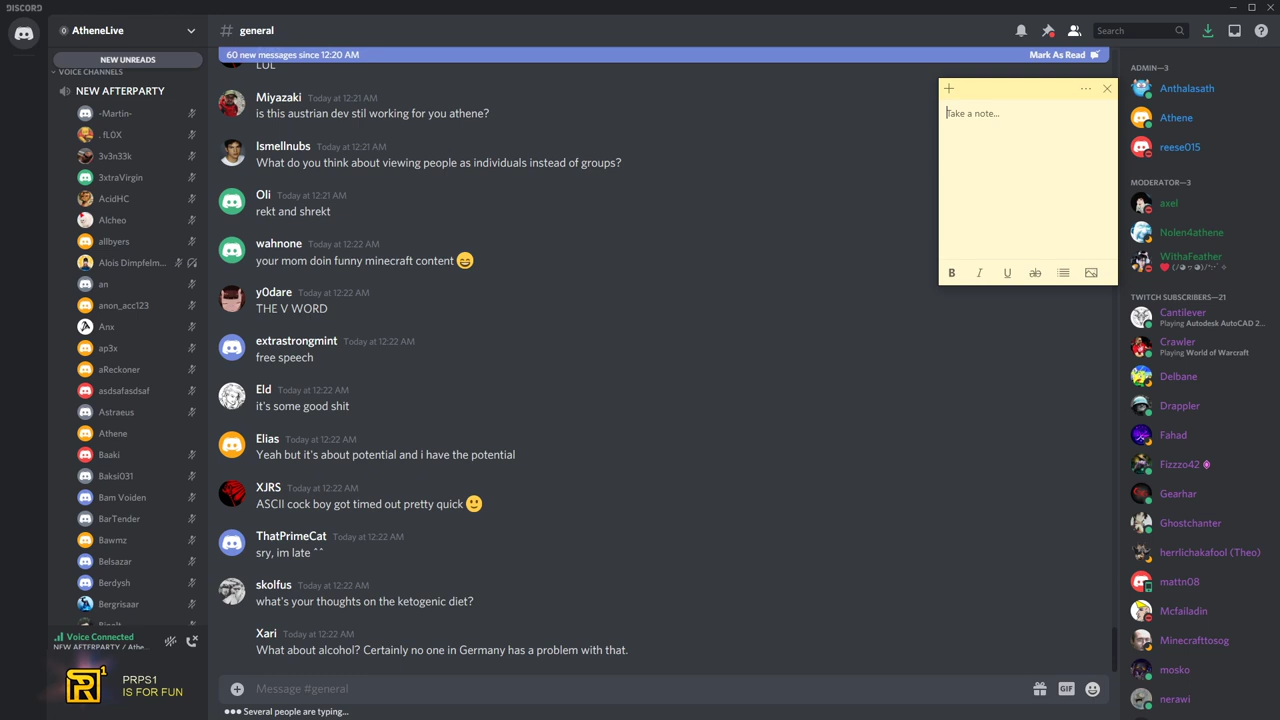 DISCORD
AtheneLive
NEW UNREADS
VOICE CHANNELS
NEW AFTERPARTY
-Martin-
. fL0X
3v3n33k
3xtraVirgin
AcidHC
Alcheo
allbyers
Alois Dimpfelm...
an
anon_acc123
Anx
ap3x
aReckoner
asdsafasdsaf
Astraeus
Athene
Baaki
Baksi031
Bam Voiden
BarTender
Bawmz
Belsazar
Berdysh
Bergrisaar
Voice Connected
NEW AFTERPARTY / Athe...
R1
PRPS1
IS FOR FUN
# general
Search
60 new messages since 12:20 AM
Mark As Read
LOL
Miyazaki Today at 12:21 AM
is this austrian dev stil working for you athene?
Ismellnubs Today at 12:21 AM
What do you think about viewing people as individuals instead of groups?
Oli Today at 12:21 AM
rekt and shrekt
wahnone Today at 12:22 AM
your mom doin funny minecraft content 😄
y0dare Today at 12:22 AM
THE V WORD
extrastrongmint Today at 12:22 AM
free speech
Eld Today at 12:22 AM
it's some good shit
Elias Today at 12:22 AM
Yeah but it's about potential and i have the potential
XJRS Today at 12:22 AM
ASCII cock boy got timed out pretty quick 🙂
ThatPrimeCat Today at 12:22 AM
sry, im late ^^
skolfus Today at 12:22 AM
what's your thoughts on the ketogenic diet?
Xari Today at 12:22 AM
What about alcohol? Certainly no one in Germany has a problem with that.
Message #general
GIF
Several people are typing...
Take a note...
B I U ab
ADMIN—3
Anthalasath
Athene
reese015
MODERATOR—3
axel
Nolen4athene
WithaFeather
TWITCH SUBSCRIBERS—21
Cantilever
Playing Autodesk AutoCAD 2...
Crawler
Playing World of Warcraft
Delbane
Drappler
Fahad
Fizzzo42
Gearhar
Ghostchanter
herrlichakafool (Theo)
mattn08
Mcfailadin
Minecrafttosog
mosko
nerawi